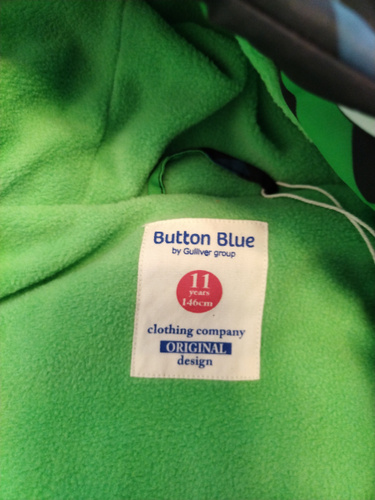 Button Blue
by Gulliver group
11
years
146cm
clothing company
ORIGINAL
design